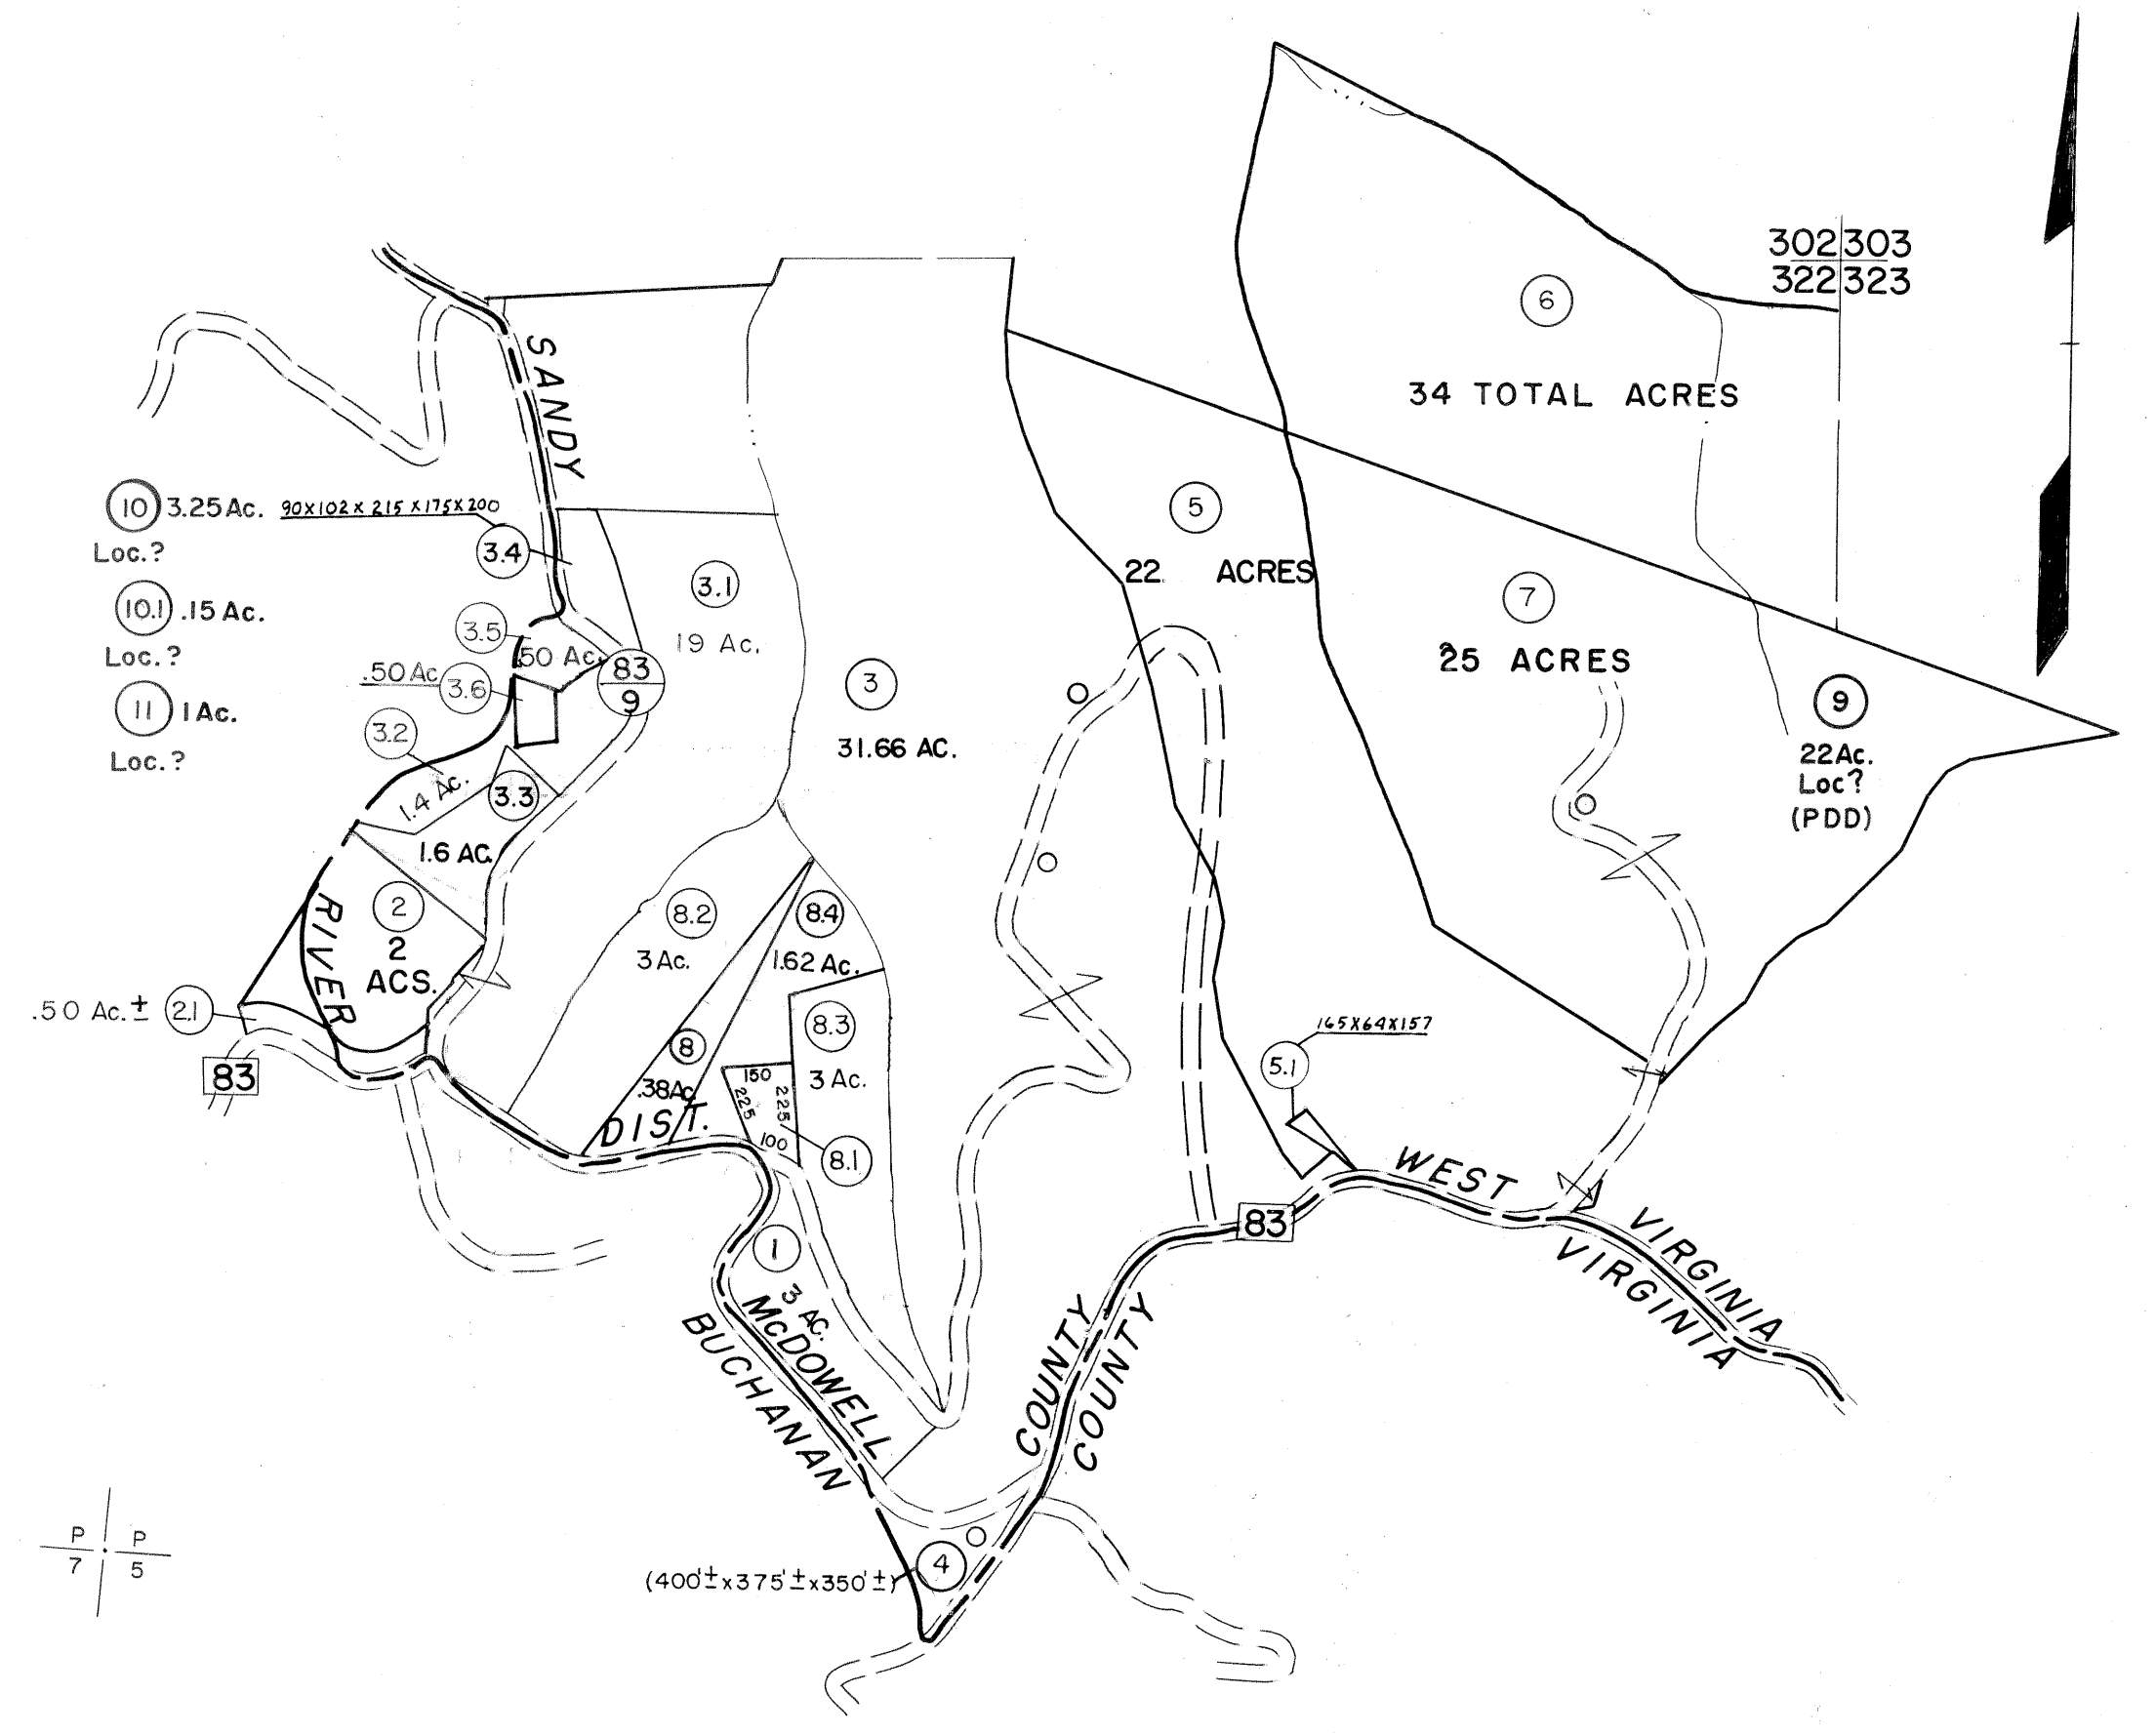 302 303
322 323
6
34 TOTAL ACRES
SANDY
10 3.25 Ac.
Loc.?
90x102x215x175x200
3.4
5
22 ACRES
3.1
19 Ac.
7
25 ACRES
10.1 .15 Ac.
Loc.?
3.5
.50 Ac.
83
9
.50 Ac.
3.6
11 1 Ac.
Loc.?
3
31.66 AC.
9
22 Ac.
Loc?
(PDD)
3.2
1.4 Ac.
3.3
1.6 AC.
2
2
ACS.
RIVER
8.2
3 Ac.
8.4
1.62 Ac.
.50 Ac.± 2.1
83
8
.38 Ac.
8.3
3 Ac.
150
225
225
100
8.1
DIST.
165X64X157
5.1
WEST VIRGINIA
VIRGINIA
83
1
3 AC.
McDOWELL COUNTY
BUCHANAN COUNTY
4
(400'±x375'±x350'±)
P P
7 5